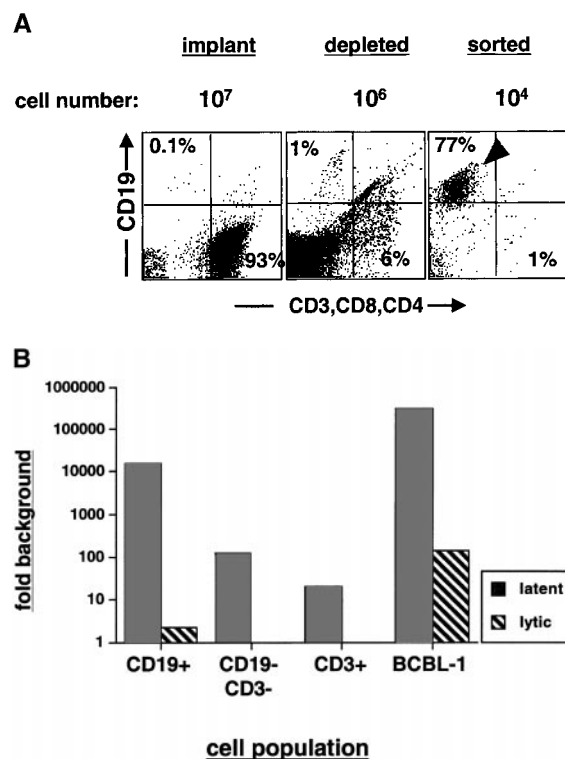 A
implant depleted sorted
cell number: 10⁷ 10⁶ 10⁴
0.1% 1% 77%
CD19
93% 6% 1%
CD3,CD8,CD4
B
1000000
100000
10000
1000
100
10
1
fold background
latent
lytic
CD19+ CD19- CD3- CD3+ BCBL-1
cell population